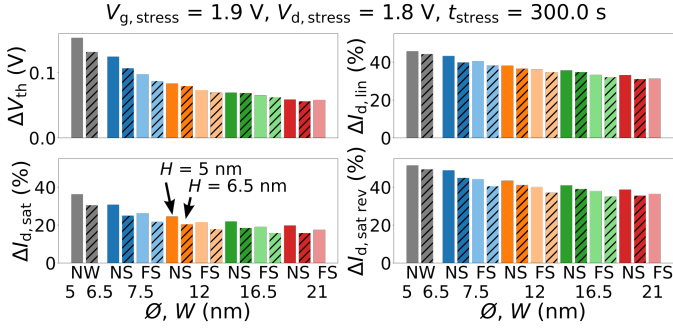 V_g, stress = 1.9 V, V_d, stress = 1.8 V, t_stress = 300.0 s
ΔV_th (V)
0.1
0.0
ΔI_d, lin (%)
40
20
0
ΔI_d, sat (%)
40
20
0
H = 5 nm
H = 6.5 nm
ΔI_d, sat rev (%)
40
20
0
NW NS FS NS FS NS FS NS FS
5 6.5 7.5 12 16.5 21
Ø, W (nm)
NW NS FS NS FS NS FS NS FS
5 6.5 7.5 12 16.5 21
Ø, W (nm)